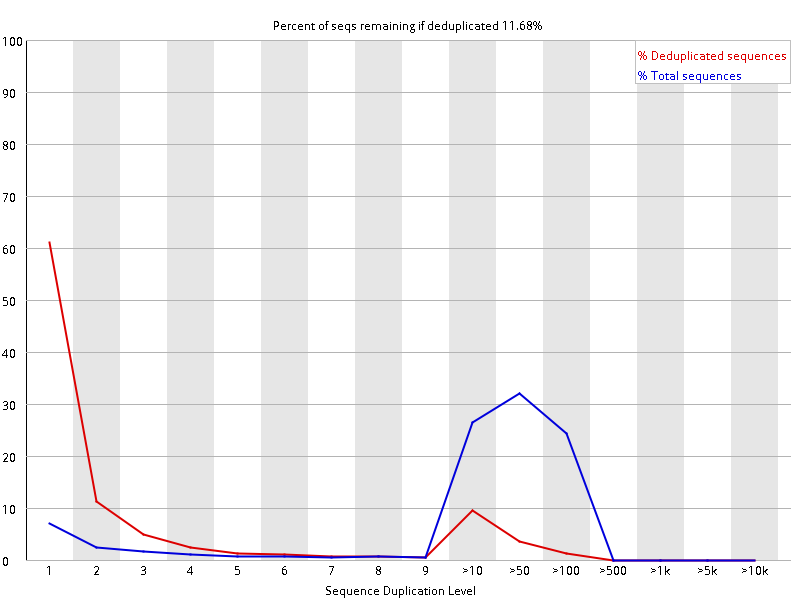 Percent of seqs remaining if deduplicated 11.68%
% Deduplicated sequences
% Total sequences
100
90
80
70
60
50
40
30
20
10
0
1 2 3 4 5 6 7 8 9 >10 >50 >100 >500 >1k >5k >10k
Sequence Duplication Level